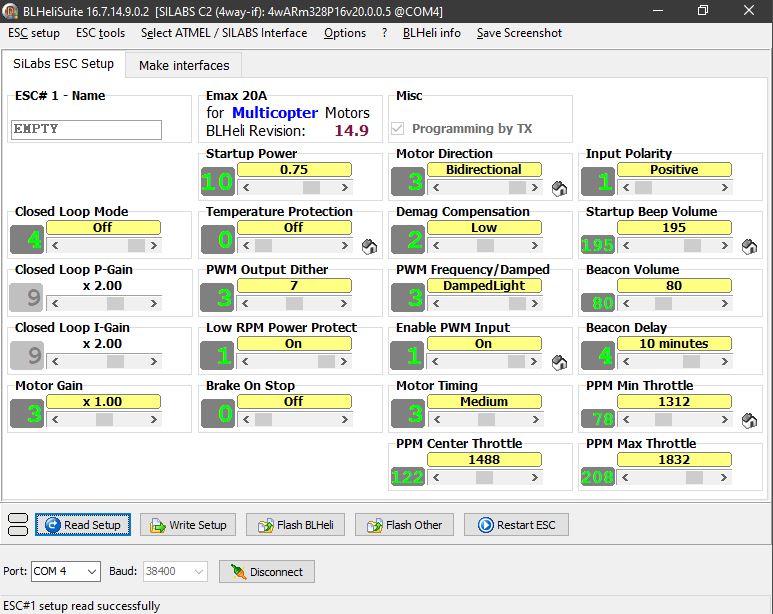 BLHeliSuite 16.7.14.9.0.2 [SILABS C2 (4way-if): 4wARm328P16v20.0.0.5 @COM4]
ESC setup ESC tools Select ATMEL / SILABS Interface Options ? BLHeli info Save Screenshot
SiLabs ESC Setup Make interfaces
ESC# 1 - Name
EMPTY
Emax 20A
for Multicopter Motors
BLHeli Revision: 14.9
Misc
Programming by TX
Startup Power
0.75
10
Motor Direction
Bidirectional
3
Input Polarity
Positive
1
Closed Loop Mode
Off
4
Temperature Protection
Off
0
Demag Compensation
Low
2
Startup Beep Volume
195
195
Closed Loop P-Gain
x 2.00
9
PWM Output Dither
7
3
PWM Frequency/Damped
DampedLight
3
Beacon Volume
80
80
Closed Loop I-Gain
x 2.00
9
Low RPM Power Protect
On
1
Enable PWM Input
On
1
Beacon Delay
10 minutes
4
Motor Gain
x 1.00
3
Brake On Stop
Off
0
Motor Timing
Medium
3
PPM Min Throttle
1312
78
PPM Center Throttle
1488
122
PPM Max Throttle
1832
208
Read Setup Write Setup Flash BLHeli Flash Other Restart ESC
Port: COM 4 Baud: 38400 Disconnect
ESC#1 setup read successfully